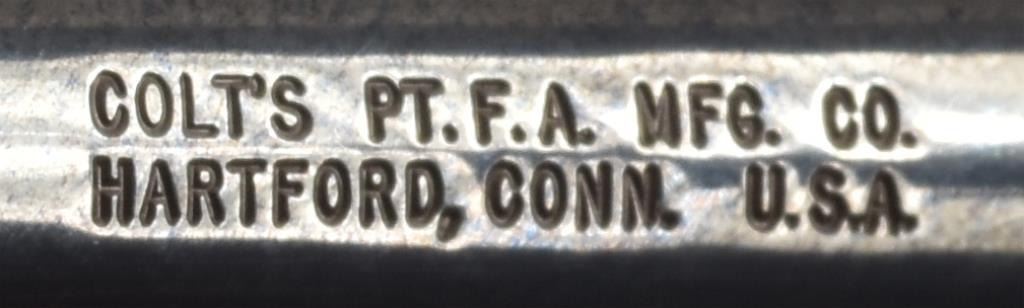 COLT'S PT.F.A. MFG. CO.
HARTFORD, CONN. U.S.A.